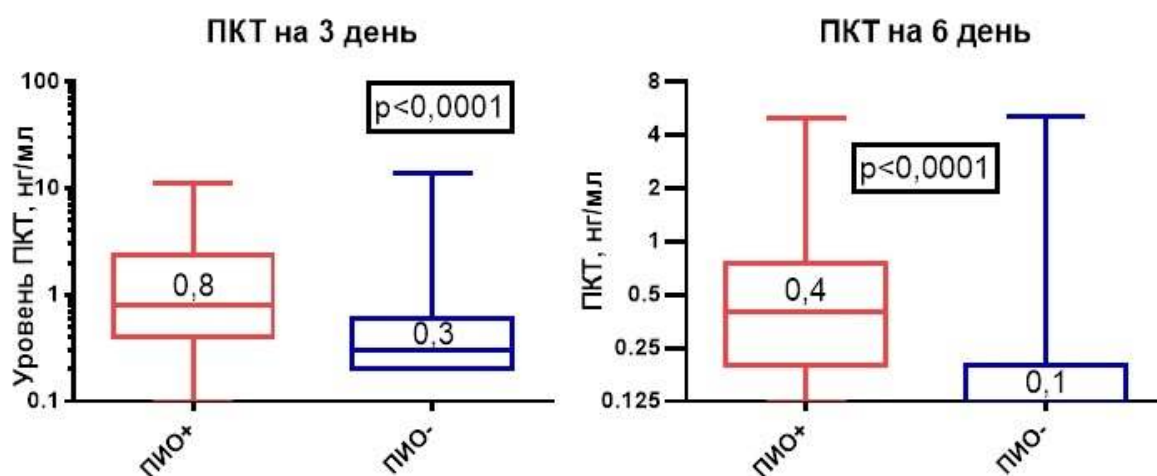 ПКТ на 3 день
Уровень ПКТ, нг/мл
100
10
1
0.1
p<0,0001
0,8
0,3
ПИО+
ПИО-
ПКТ на 6 день
ПКТ, нг/мл
8
4
2
1
0.5
0.25
0.125
p<0,0001
0,4
0,1
ПИО+
ПИО-